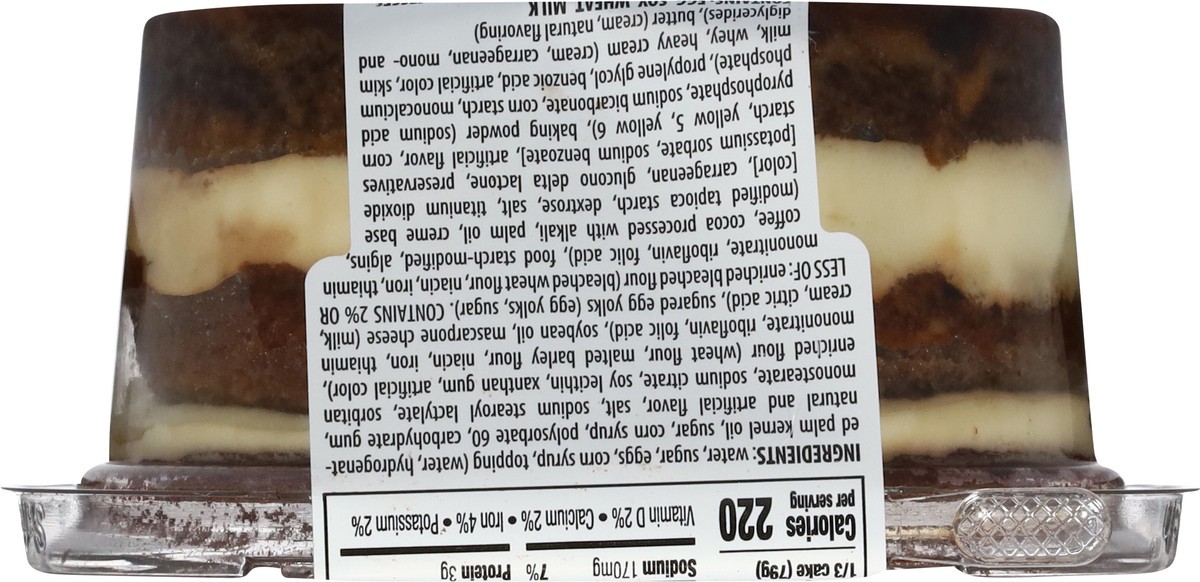 1/3 cake (79g)
Calories 220
per serving
Sodium 170mg 7% Protein 3g
Vitamin D 2% • Calcium 2% • Iron 4% • Potassium 2%
INGREDIENTS: water, sugar, eggs, corn syrup, topping (water, hydrogenat-
ed palm kernel oil, sugar, corn syrup, polysorbate 60, carbohydrate gum,
natural and artificial flavor, salt, sodium stearoyl lactylate, sorbitan
monostearate, sodium citrate, soy lecithin, xanthan gum, artificial color),
enriched flour (wheat flour, malted barley flour, niacin, iron, thiamin
mononitrate, riboflavin, folic acid), soybean oil, mascarpone cheese (milk,
cream, citric acid), sugared egg yolks (egg yolks, sugar). CONTAINS 2% OR
LESS OF: enriched bleached flour (bleached wheat flour, niacin, iron, thiamin
mononitrate, riboflavin, folic acid), food starch-modified, algins,
coffee, cocoa processed with alkali, palm oil, creme base
(modified tapioca starch, dextrose, salt, titanium dioxide
[color], carrageenan, glucono delta lactone, preservatives
[potassium sorbate, sodium benzoate], artificial flavor, corn
starch, yellow 5, yellow 6), baking powder (sodium acid
pyrophosphate, sodium bicarbonate, corn starch, monocalcium
phosphate), propylene glycol, benzoic acid, artificial color, skim
milk, whey, heavy cream (cream, carrageenan, mono- and
diglycerides), butter (cream, natural flavoring)
CONTAINS: EGG, SOY, WHEAT, MILK